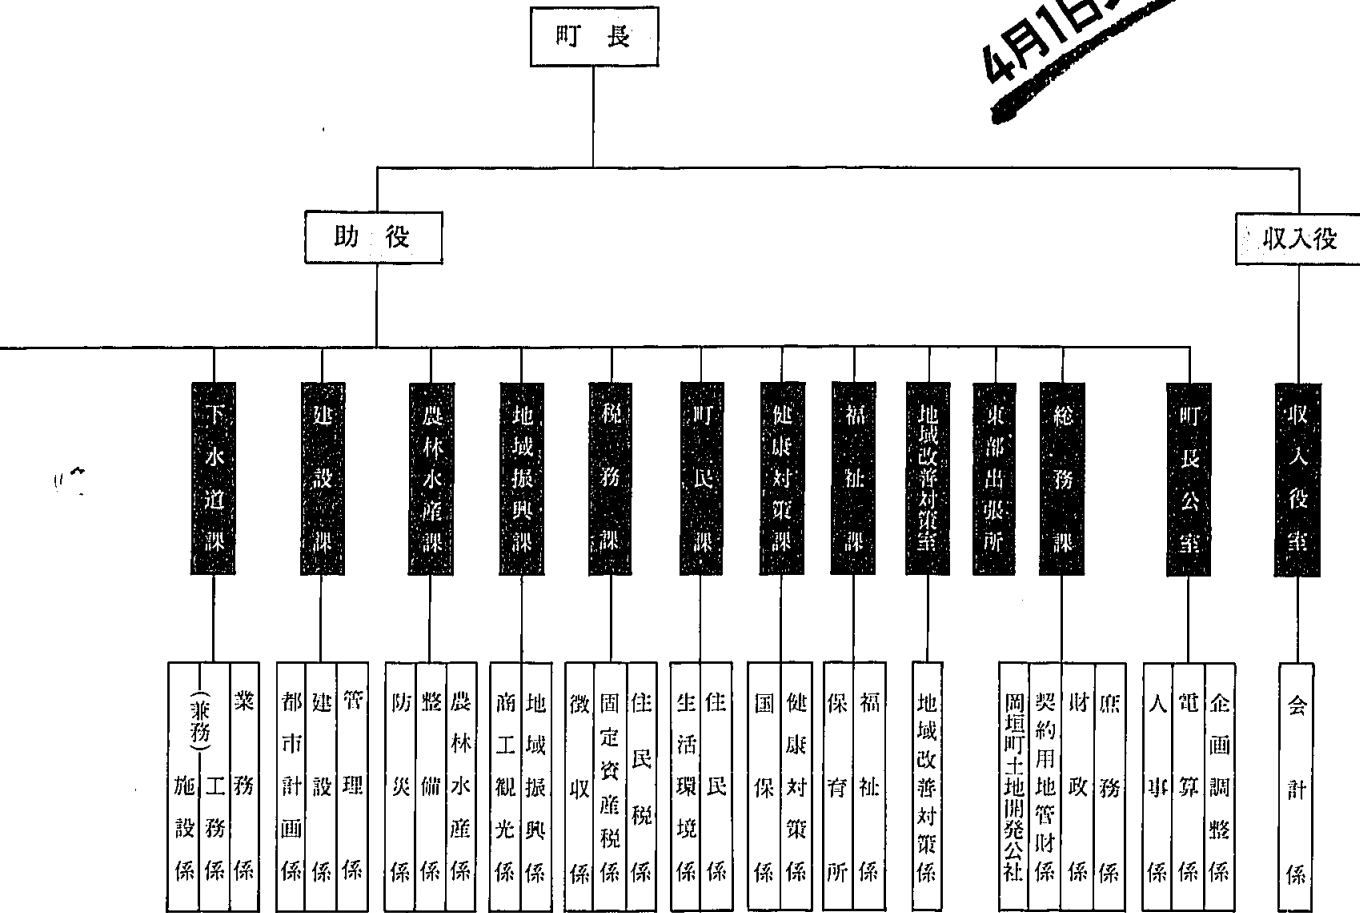 4月1日
町長
助役
収入役
収入役室
町長公室
総務課
東部出張所
地域改善対策室
福祉課
健康対策課
町民課
税務課
地域振興課
農林水産課
建設課
下水道課
会計係
企画調整係
電算係
人事係
庶務係
財政係
契約用地管財係
岡垣町土地開発公社
地域改善対策係
福祉係
保育所
健康対策係
国保係
住民係
生活環境係
住民税係
固定資産税係
徴収係
地域振興係
商工観光係
農林水産係
整備係
防災係
管理係
建設係
都市計画係
業務係
工務係
施設係
(兼務)